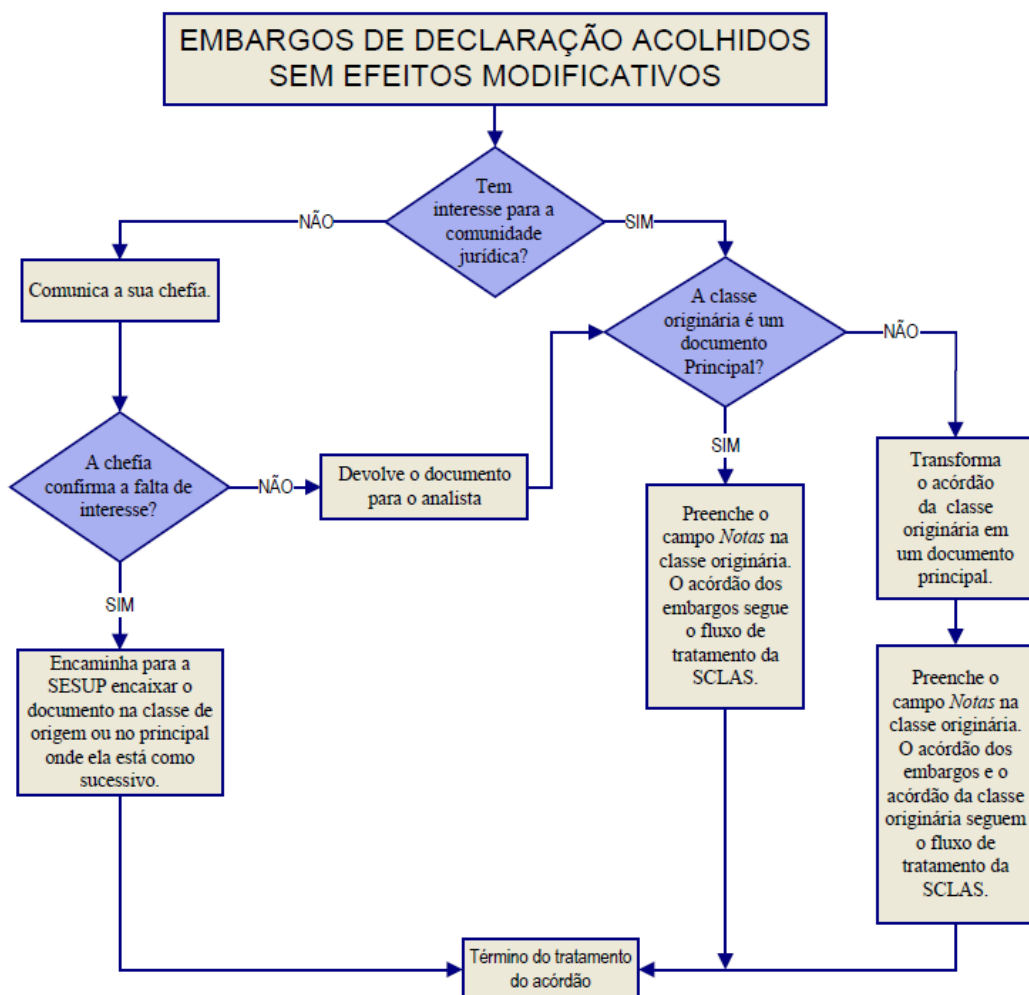 EMBARGOS DE DECLARAÇÃO ACOLHIDOS
SEM EFEITOS MODIFICATIVOS
Tem
interesse para a
comunidade
jurídica?
NÃO
SIM
Comunica a sua chefia.
A classe
originária é um
documento
Principal?
NÃO
SIM
A chefia
confirma a falta de
interesse?
NÃO
Devolve o documento
para o analista
SIM
Preenche o
campo Notas na
classe originária.
O acórdão dos
embargos segue
o fluxo de
tratamento da
SCLAS.
Transforma
o acórdão
da classe
originária em
um documento
principal.
Encaminha para a
SESUP encaixar o
documento na classe de
origem ou no principal
onde ela está como
sucessivo.
Preenche o
campo Notas na
classe originária.
O acórdão dos
embargos e o
acórdão da classe
originária seguem
o fluxo de
tratamento da
SCLAS.
Término do tratamento
do acórdão